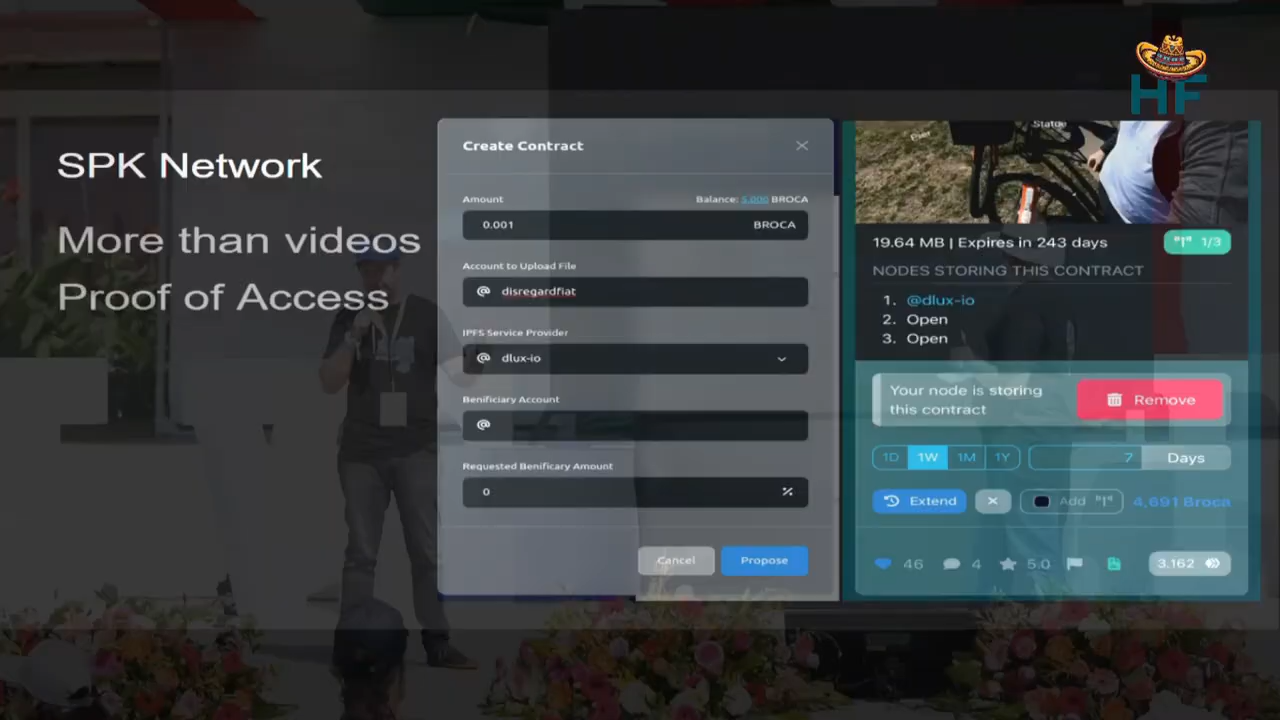 HF
SPK Network
More than videos
Proof of Access
Create Contract
Amount
Balance: 5.000 BROCA
0.001 BROCA
Account to Upload File
@ disregardfiat
IPFS Service Provider
@ dlux-io
Benificiary Account
@
Requested Benificary Amount
0 %
Cancel Propose
Pier
Statue
19.64 MB | Expires in 243 days
1/3
NODES STORING THIS CONTRACT
1. @dlux-io
2. Open
3. Open
Your node is storing
this contract
Remove
1D 1W 1M 1Y 7 Days
Extend Add 4,691 Broca
46 4 5.0 3.162